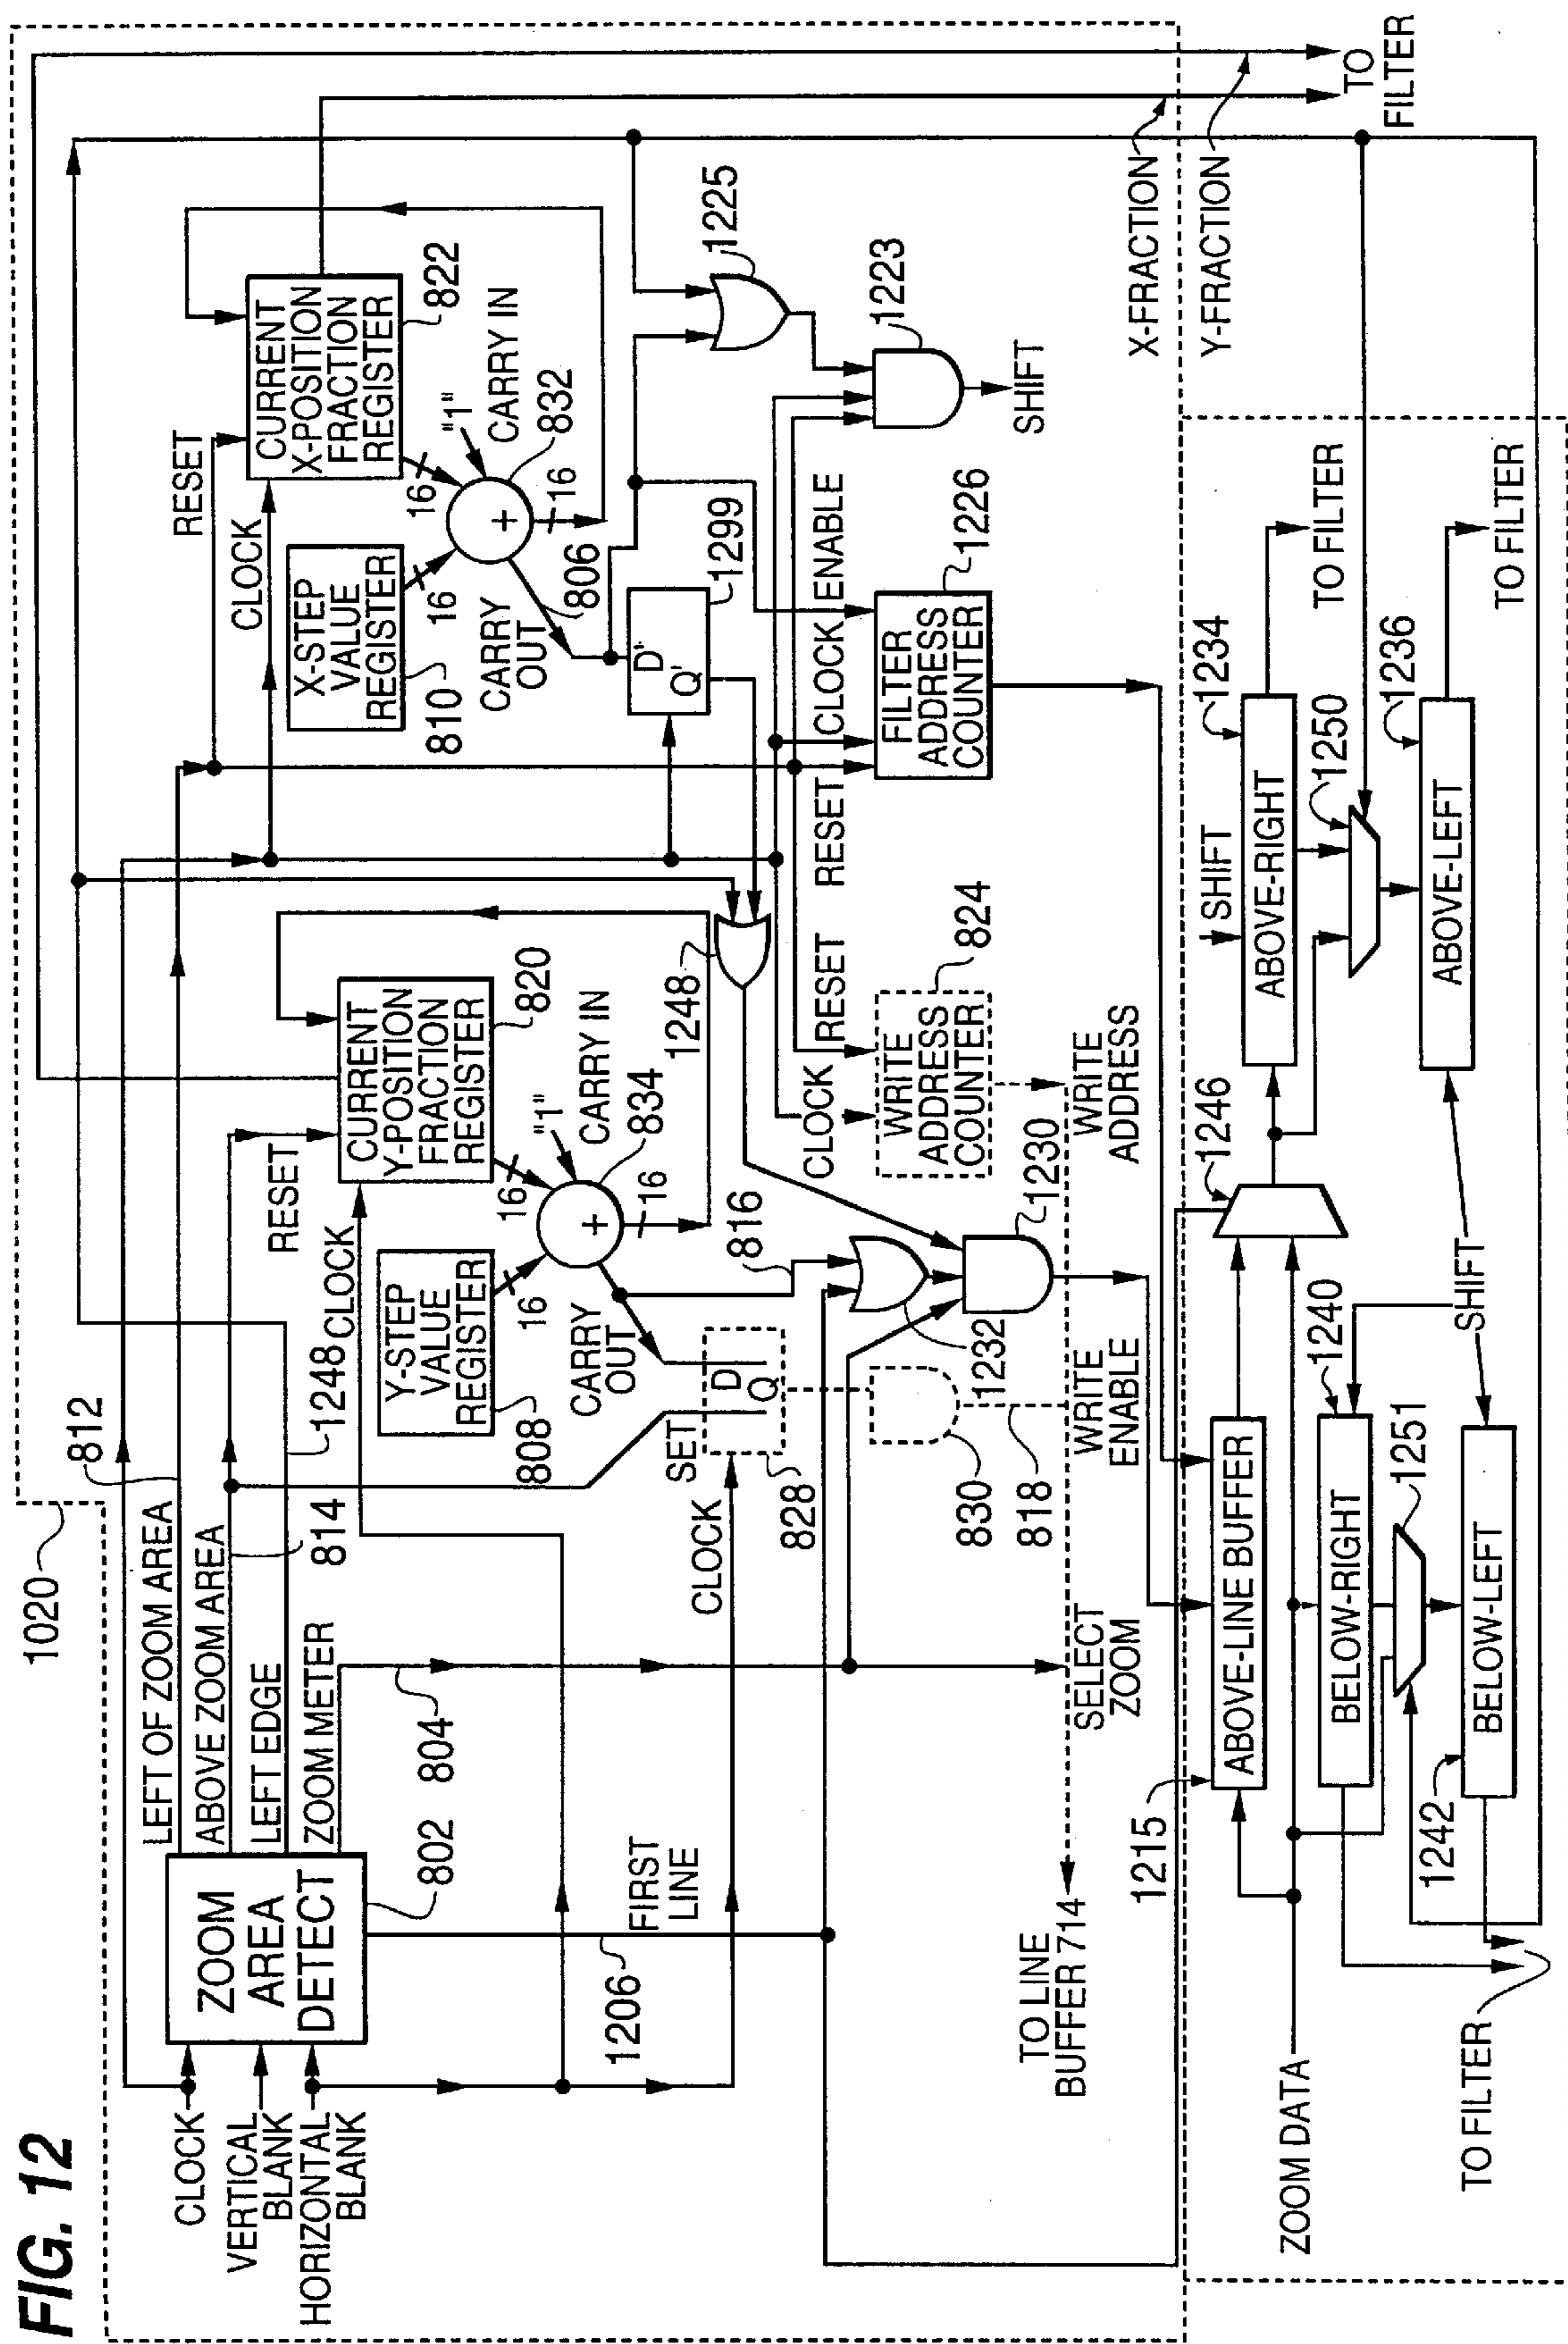 FIG. 12
1020
812
CLOCK
VERTICAL
BLANK
HORIZONTAL
BLANK
ZOOM
AREA
DETECT
802
LEFT OF ZOOM AREA
ABOVE ZOOM AREA
814
LEFT EDGE
1248
ZOOM METER
804
FIRST
LINE
1206
CLOCK
RESET
CURRENT
Y-POSITION
FRACTION
REGISTER
820
Y-STEP
VALUE
REGISTER
808
16
16
"1"
CARRY IN
+
834
16
CARRY
OUT
816
SET
D
Q
CLOCK
828
830
818
1232
1230
1248
RESET
CLOCK
CURRENT
X-POSITION
FRACTION
REGISTER
822
X-STEP
VALUE
REGISTER
810
16
16
"1"
CARRY IN
+
832
16
CARRY
OUT
806
D'
Q'
1299
1225
1223
SHIFT
CLOCK ENABLE
RESET
FILTER
ADDRESS
COUNTER
1226
RESET
CLOCK
WRITE
ADDRESS
COUNTER
824
WRITE
ADDRESS
WRITE
ENABLE
SELECT
ZOOM
TO LINE
BUFFER 714
X-FRACTION
Y-FRACTION
TO
FILTER
1215
ABOVE-LINE BUFFER
1246
SHIFT
ABOVE-RIGHT
1234
TO FILTER
1250
ABOVE-LEFT
1236
TO FILTER
ZOOM DATA
BELOW-RIGHT
1240
SHIFT
1251
1242
BELOW-LEFT
TO FILTER